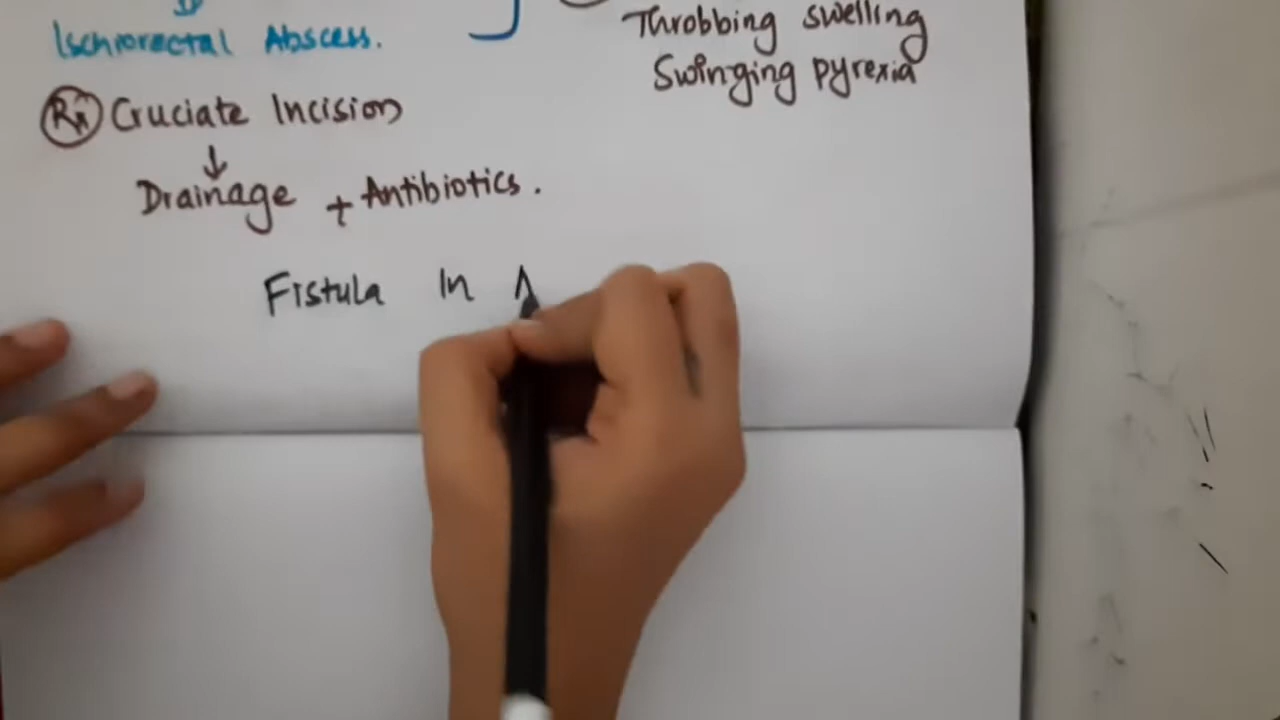 Throbbing swelling
Ischiorectal Abscess.
Swinging pyrexia
Rx Cruciate Incision
↓
Drainage + Antibiotics.
Fistula In A